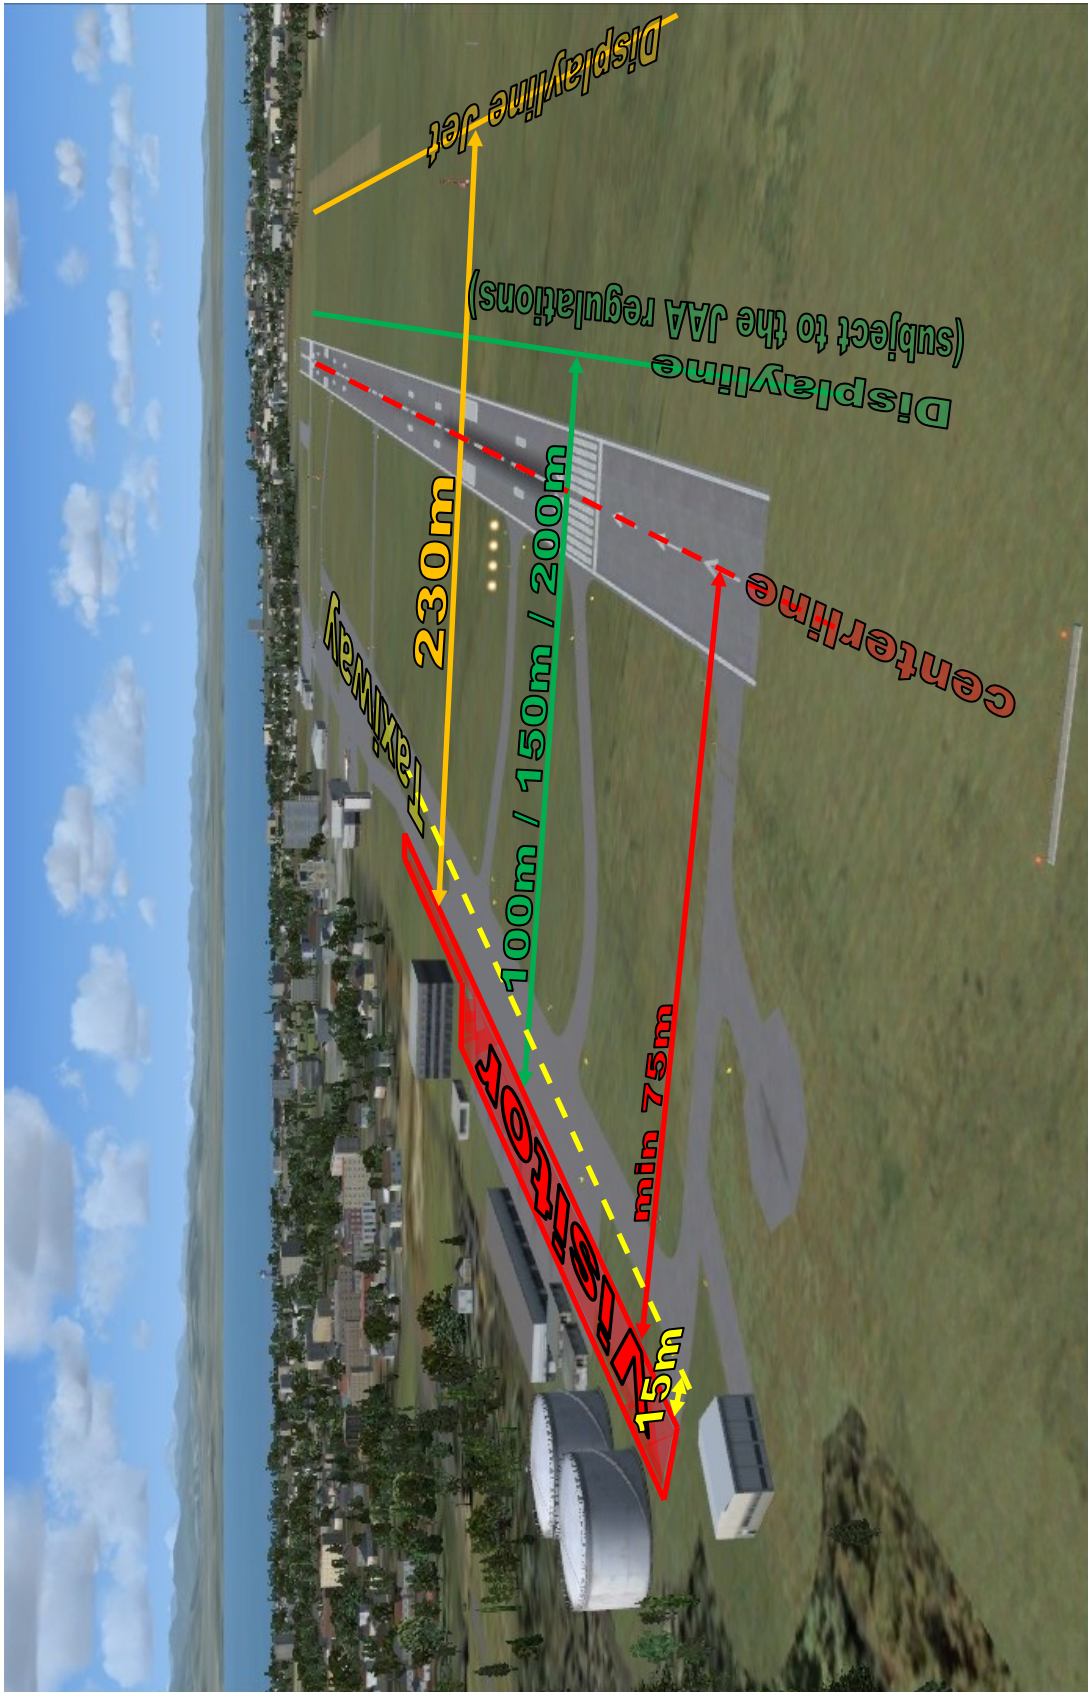 Displayline Jet
(subject to the JAA regulations)
Displayline
centerline
230m
100m / 150m / 200m
min 75m
Taxiway
Visitor
15m